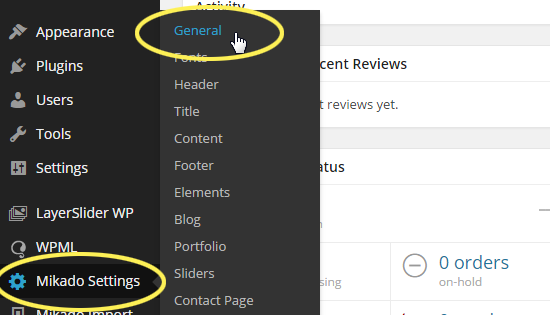 Appearance
Plugins
Users
Tools
Settings
LayerSlider WP
WPML
Mikado Settings
Mikado Import
General
Fonts
Header
Title
Content
Footer
Elements
Blog
Portfolio
Sliders
Contact Page
Activity
cent Reviews
t reviews yet.
atus
sing
0 orders
on-hold